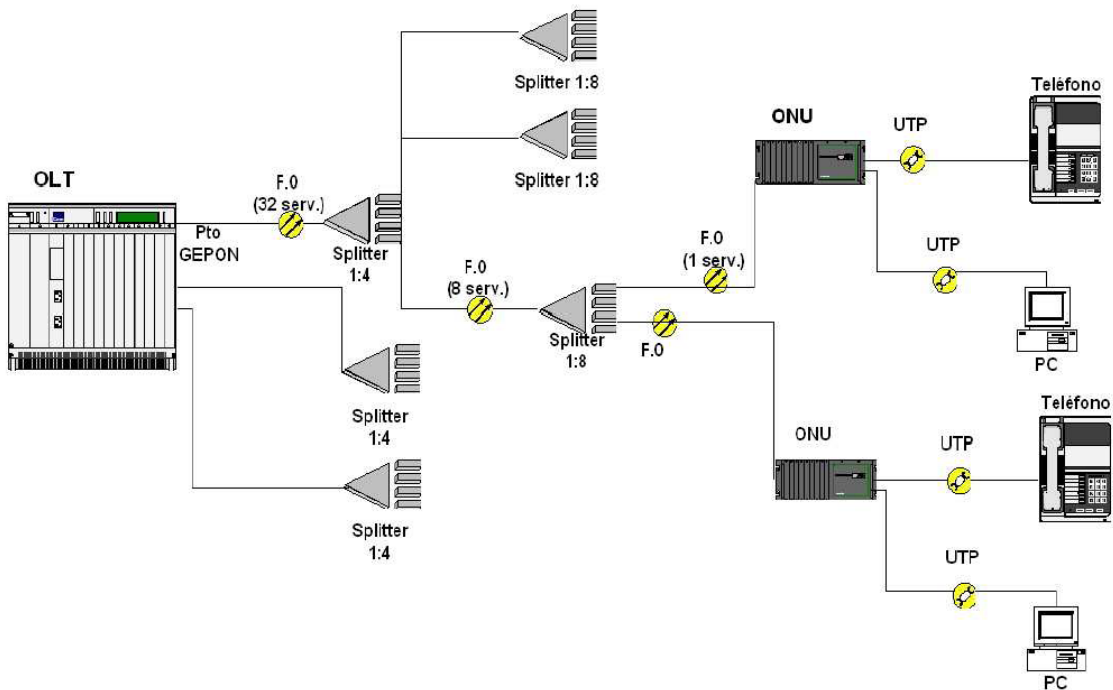 Splitter 1:8
Splitter 1:8
OLT
F.0
(32 serv.)
Pto
GEPON
Splitter
1:4
F.0
(8 serv.)
Splitter
1:8
F.0
(1 serv.)
F.0
ONU
UTP
Teléfono
UTP
PC
Splitter
1:4
Splitter
1:4
ONU
UTP
Teléfono
UTP
PC